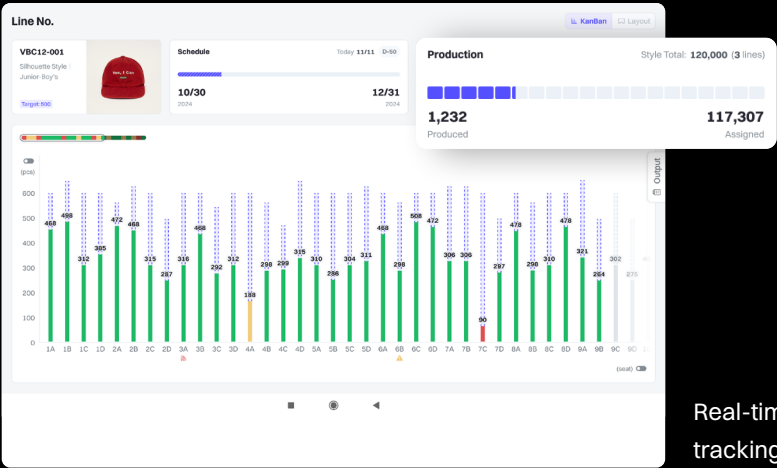 Line No.
KanBan
Layout
VBC12-001
Silhouette Style
Junior-Boy's
Target:600
Schedule
Today 11/11 D-50
10/30
2024
12/31
2024
Production
Style Total: 120,000 (3 lines)
1,232
Produced
117,307
Assigned
Output
(pcs)
600
500
400
300
200
100
0
468 498 312 385 472 468 315 287 316 468 292 312 188 298 299 315 310 286 304 311 468 298 508 472 306 306 90 297 478 298 310 478 321 264 302 275
1A 1B 1C 1D 2A 2B 2C 2D 3A 3B 3C 3D 4A 4B 4C 4D 5A 5B 5C 5D 6A 6B 6C 6D 7A 7B 7C 7D 8A 8B 8C 8D 9A 9B 9C 9D
(seat)
Real-tim
tracking